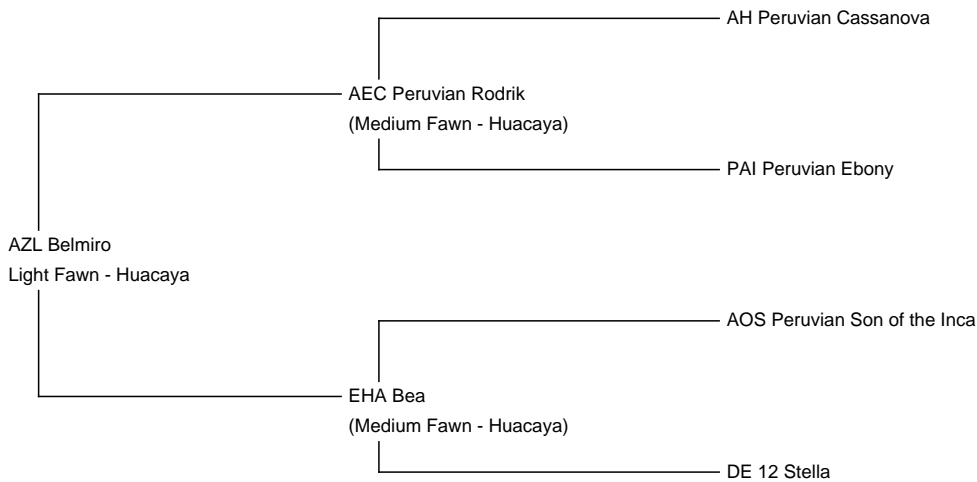 AH Peruvian Cassanova
AEC Peruvian Rodrik
(Medium Fawn - Huacaya)
PAI Peruvian Ebony
AZL Belmiro
Light Fawn - Huacaya
AOS Peruvian Son of the Inca
EHA Bea
(Medium Fawn - Huacaya)
DE 12 Stella